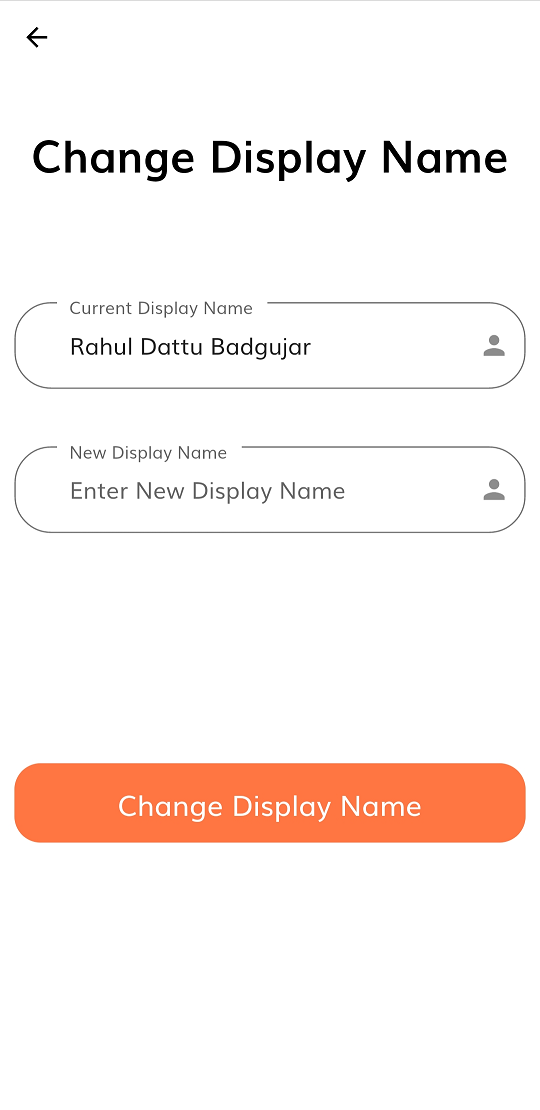 Change Display Name
Current Display Name
Rahul Dattu Badgujar
New Display Name
Enter New Display Name
Change Display Name